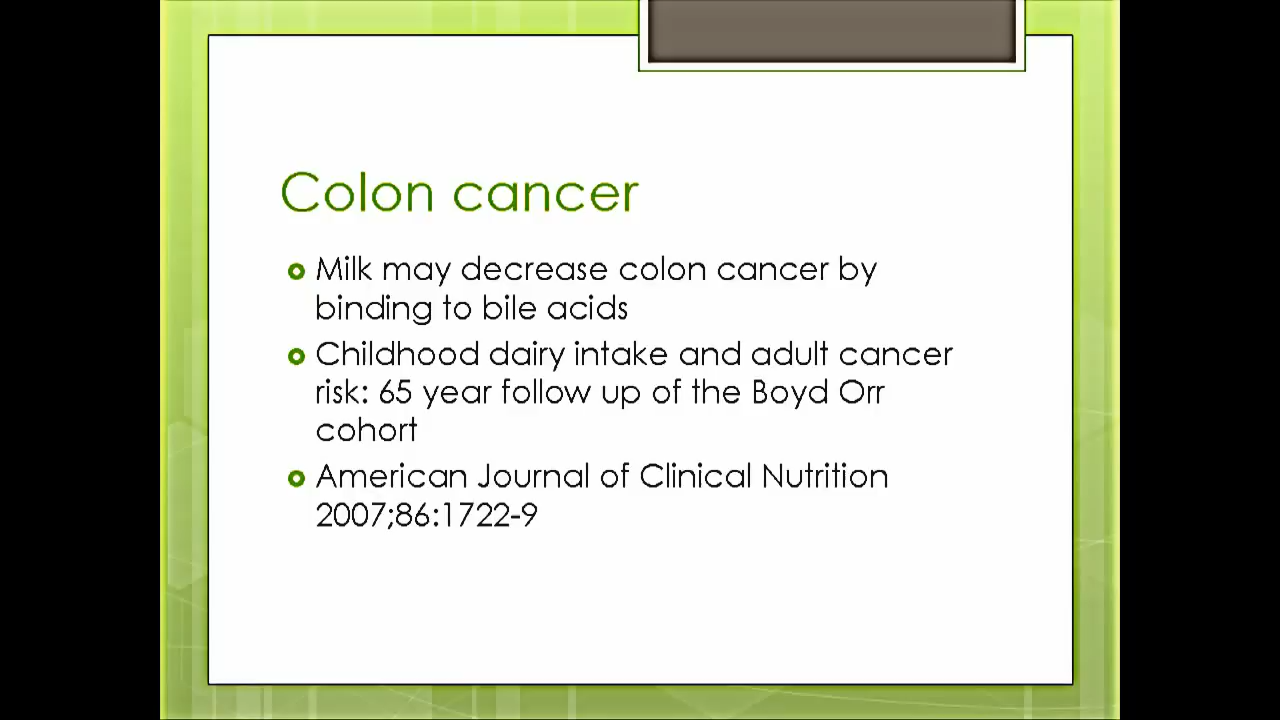 Colon cancer
Milk may decrease colon cancer by
binding to bile acids
Childhood dairy intake and adult cancer
risk: 65 year follow up of the Boyd Orr
cohort
American Journal of Clinical Nutrition
2007;86:1722-9